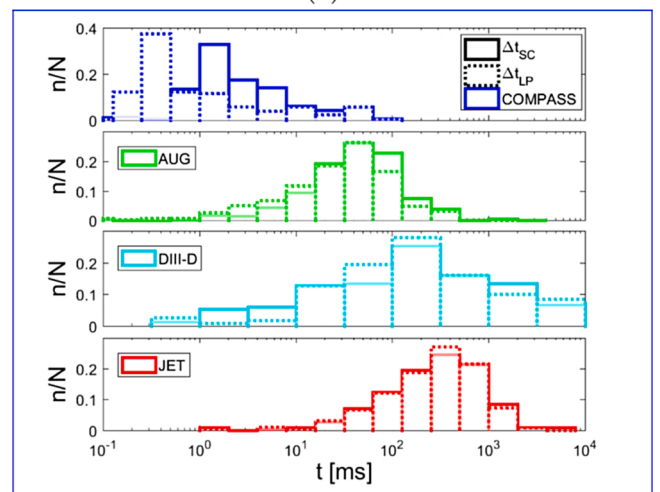 0.4
0.2
0
n/N
Δt_SC
Δt_LP
COMPASS
0.2
0.1
0
n/N
AUG
0.2
0.1
0
n/N
DIII-D
0.2
0.1
0
n/N
JET
10^-1 10^0 10^1 10^2 10^3 10^4
t [ms]